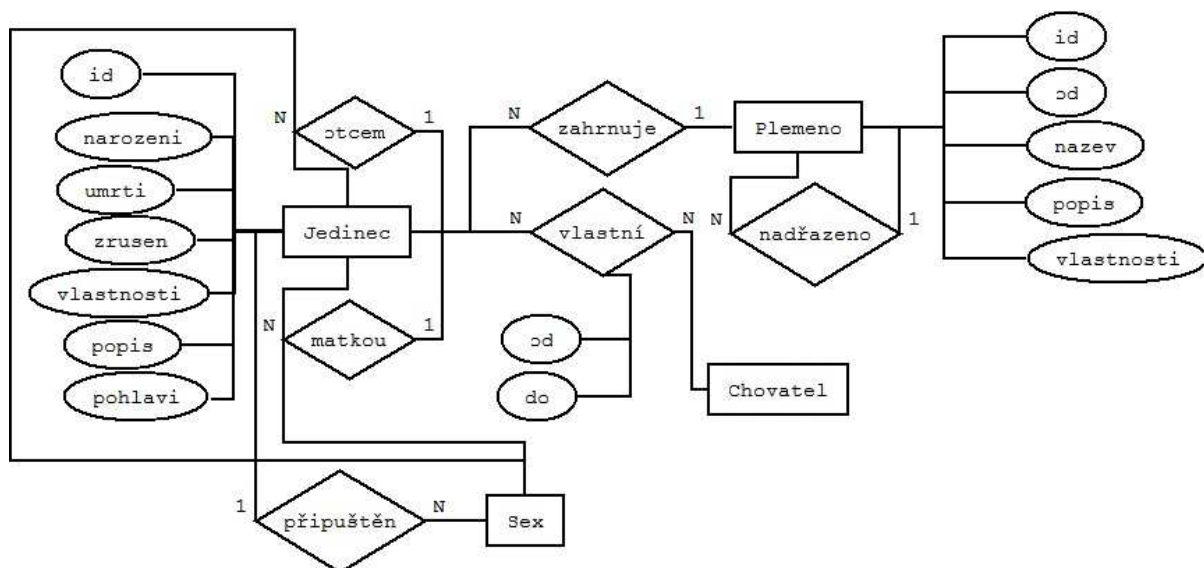 id
narozeni
umrti
zrusen
vlastnosti
popis
pohlavi
N
otcem
1
Jedinec
N
matkou
1
N
zahrnuje
1
Plemeno
N
vlastní
N
N
nadřazeno
1
od
do
Chovatel
id
od
nazev
popis
vlastnosti
1
připuštěn
N
Sex